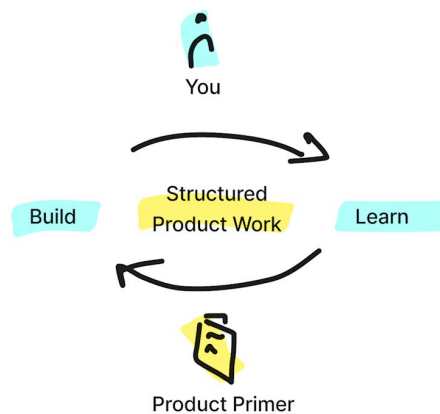 You
Structured
Product Work
Build
Learn
Product Primer